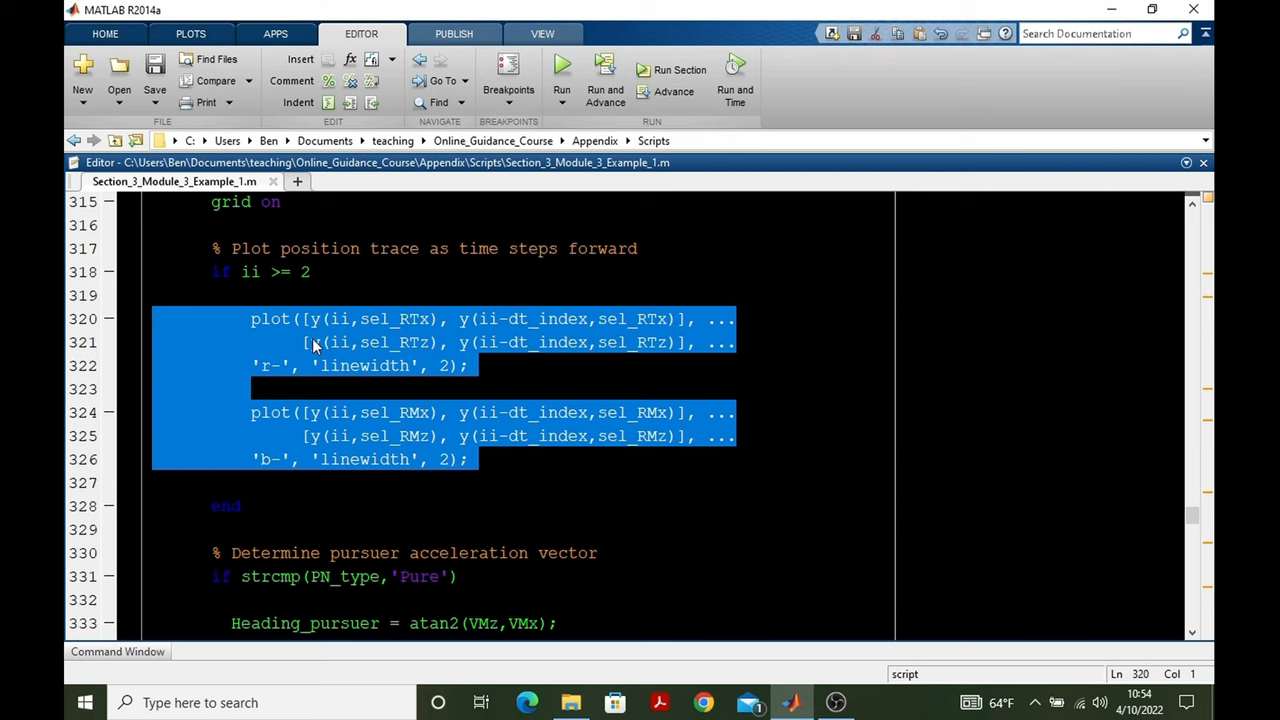 MATLAB R2014a
HOME PLOTS APPS EDITOR PUBLISH VIEW Search Documentation
New Open Save Find Files Compare Print
Insert Comment Indent
Go To Find
Breakpoints Run Run and Advance Run Section Advance Run and Time
FILE EDIT NAVIGATE BREAKPOINTS RUN
C: Users Ben Documents teaching Online_Guidance_Course Appendix Scripts
Editor - C:\Users\Ben\Documents\teaching\Online_Guidance_Course\Appendix\Scripts\Section_3_Module_3_Example_1.m
Section_3_Module_3_Example_1.m
315 grid on
316
317 % Plot position trace as time steps forward
318 if ii >= 2
319
320 plot([y(ii,sel_RTx), y(ii-dt_index,sel_RTx)], ...
321 [y(ii,sel_RTz), y(ii-dt_index,sel_RTz)], ...
322 'r-', 'linewidth', 2);
323
324 plot([y(ii,sel_RMx), y(ii-dt_index,sel_RMx)], ...
325 [y(ii,sel_RMz), y(ii-dt_index,sel_RMz)], ...
326 'b-', 'linewidth', 2);
327
328 end
329
330 % Determine pursuer acceleration vector
331 if strcmp(PN_type,'Pure')
332
333 Heading_pursuer = atan2(VMz,VMx);
Command Window
script Ln 320 Col 1
Type here to search 1 64°F 10:54
4/10/2022